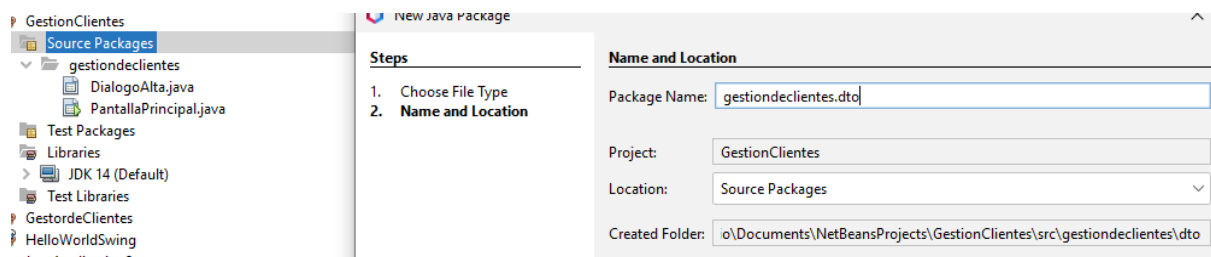 GestionClientes
Source Packages
gestiondeclientes
DialogoAlta.java
PantallaPrincipal.java
Test Packages
Libraries
JDK 14 (Default)
Test Libraries
GestordeClientes
HelloWorldSwing
New Java Package
Steps
1. Choose File Type
2. Name and Location
Name and Location
Package Name: gestiondeclientes.dto
Project: GestionClientes
Location: Source Packages
Created Folder: io\Documents\NetBeansProjects\GestionClientes\src\gestiondeclientes\dto